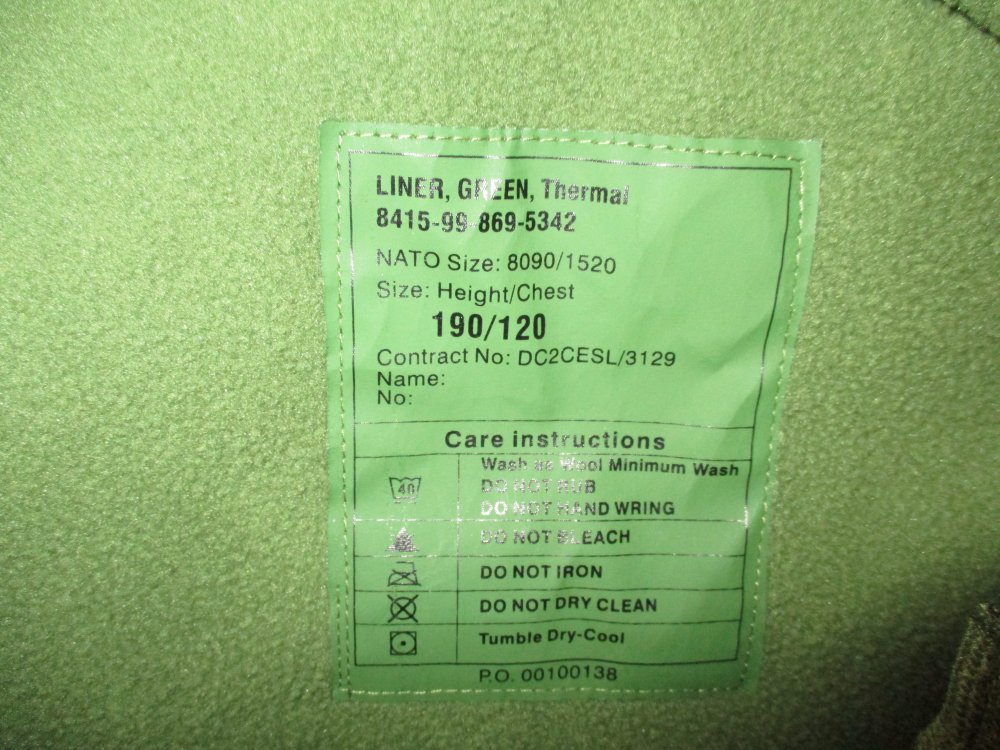 LINER, GREEN, Thermal
8415-99-869-5342
NATO Size: 8090/1520
Size: Height/Chest
190/120
Contract No: DC2CESL/3129
Name:
No:
Care instructions
Wash as Wool Minimum Wash
40
DO NOT RUB
DO NOT HAND WRING
DO NOT BLEACH
DO NOT IRON
DO NOT DRY CLEAN
Tumble Dry-Cool
P.O. 00100138